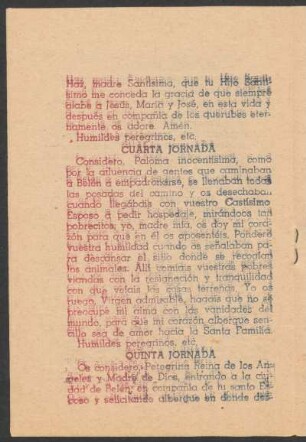 Haz, madre Santísima, que tu Hijo Santí-
simo me conceda la gracia de que siempre
alabe a Jesús, María y José, en esta vida y
después en compañía de los querubes eter-
namente os adore. Amén.
Humildes peregrinos, etc.
CUARTA JORNADA
Considero, Paloma inocentísima, como
por la afluencia de gentes que caminaban
a Belén a empadronarse, se llenaban todas
las posadas del camino y os desechaban
cuando llegábais con vuestro Castísimo
Esposo a pedir hospedaje, mirándoos tan
pobrecitos; yo, madre mía, os doy mi cora-
zón para que en él os aposentéis. Ponderó
vuestra humildad cuando os señalaban para
para descansar el sitio donde se recogían
los animales. Allí comíais vuestras pobres
viandas con la resignación y tranquilidad
con que veíais las cosas terrenas. Yo os
ruego, Virgen admirable, hagáis que no se
preocupe mi alma con las vanidades del
mundo, para que mi corazón albergue sen-
cilla sea de amor hacia la Santa Familia.
Humildes peregrinos, etc.
QUINTA JORNADA
Os considero, Peregrina Reina de los Án-
geles y Madre de Dios, entrando a la ciu-
dad de Belén, en compañía de tu santo Es-
poso y solicitando albergue en donde des-